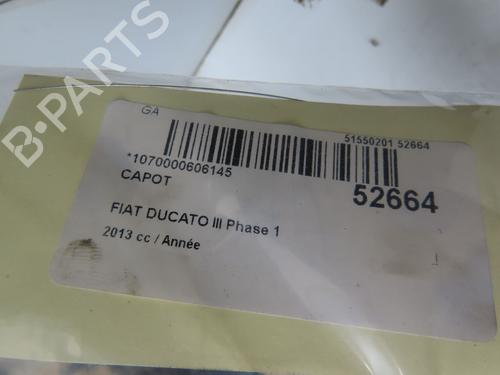 B-PARTS
GA
51550201 52664
*1070000606145
52664
CAPOT
FIAT DUCATO III Phase 1
2013 cc / Année